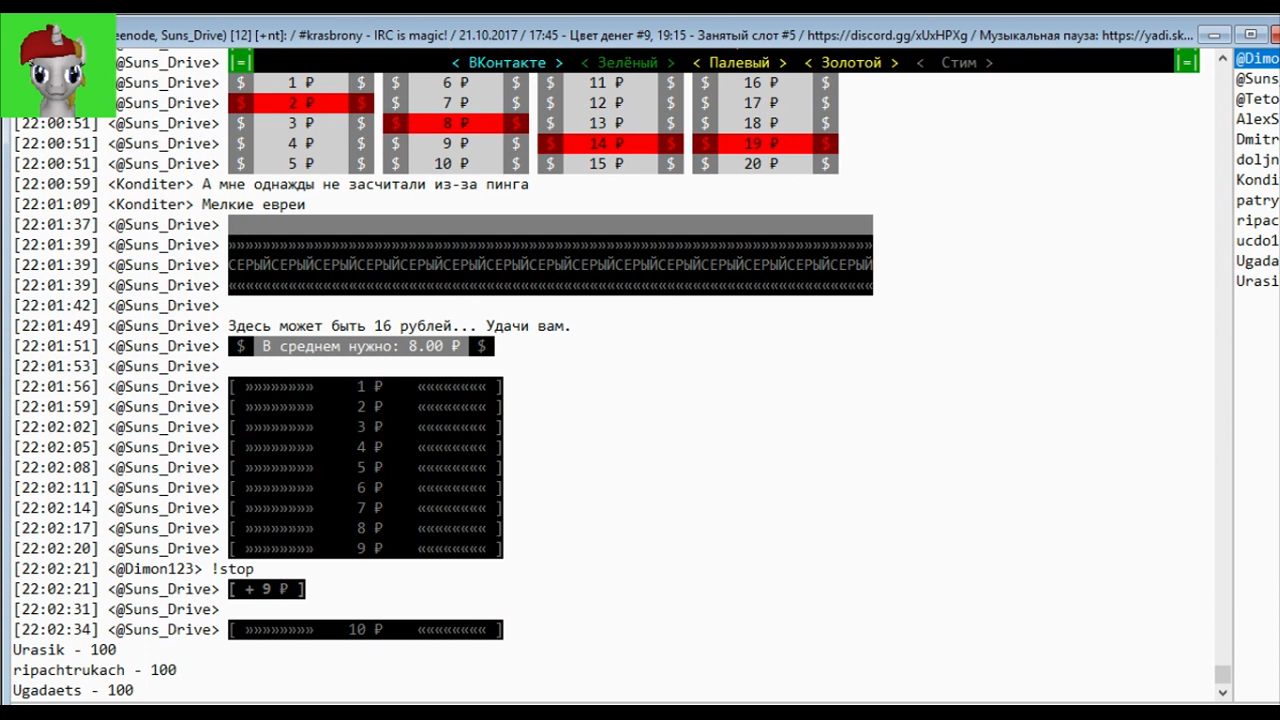 eenode, Suns_Drive) [12] [+nt]: / #krasbrony - IRC is magic! / 21.10.2017 / 17:45 - Цвет денег #9, 19:15 - Занятый слот #5 / https://discord.gg/xUxHPXg / Музыкальная пауза: https://yadi.sk...
@Suns_Drive> |=| < ВКонтакте > < Зелёный > < Палевый > < Золотой > < Стим > |=|
@Suns_Drive> $ 1 ₽ $ $ 6 ₽ $ $ 11 ₽ $ $ 16 ₽ $
@Suns_Drive> $ 2 ₽ $ $ 7 ₽ $ $ 12 ₽ $ $ 17 ₽ $
[22:00:51] <@Suns_Drive> $ 3 ₽ $ $ 8 ₽ $ $ 13 ₽ $ $ 18 ₽ $
[22:00:51] <@Suns_Drive> $ 4 ₽ $ $ 9 ₽ $ $ 14 ₽ $ $ 19 ₽ $
[22:00:51] <@Suns_Drive> $ 5 ₽ $ $ 10 ₽ $ $ 15 ₽ $ $ 20 ₽ $
[22:00:59] <Konditer> А мне однажды не засчитали из-за пинга
[22:01:09] <Konditer> Мелкие евреи
[22:01:37] <@Suns_Drive>
[22:01:39] <@Suns_Drive> »»»»»»»»»»»»»»»»»»»»»»»»»»»»»»»»»»»»»»»»»»»»»»»»»»»»»»»»»»»»»»»»»»»»»»»»»»»
[22:01:39] <@Suns_Drive> СЕРЫЙСЕРЫЙСЕРЫЙСЕРЫЙСЕРЫЙСЕРЫЙСЕРЫЙСЕРЫЙСЕРЫЙСЕРЫЙСЕРЫЙСЕРЫЙСЕРЫЙСЕРЫЙСЕРЫЙ
[22:01:39] <@Suns_Drive> «««««««««««««««««««««««««««««««««««««««««««««««««««««««««««««««««««««««««««
[22:01:42] <@Suns_Drive>
[22:01:49] <@Suns_Drive> Здесь может быть 16 рублей... Удачи вам.
[22:01:51] <@Suns_Drive> $ В среднем нужно: 8.00 ₽ $
[22:01:53] <@Suns_Drive>
[22:01:56] <@Suns_Drive> [ »»»»»»»» 1 ₽ «««««««« ]
[22:01:59] <@Suns_Drive> [ »»»»»»»» 2 ₽ «««««««« ]
[22:02:02] <@Suns_Drive> [ »»»»»»»» 3 ₽ «««««««« ]
[22:02:05] <@Suns_Drive> [ »»»»»»»» 4 ₽ «««««««« ]
[22:02:08] <@Suns_Drive> [ »»»»»»»» 5 ₽ «««««««« ]
[22:02:11] <@Suns_Drive> [ »»»»»»»» 6 ₽ «««««««« ]
[22:02:14] <@Suns_Drive> [ »»»»»»»» 7 ₽ «««««««« ]
[22:02:17] <@Suns_Drive> [ »»»»»»»» 8 ₽ «««««««« ]
[22:02:20] <@Suns_Drive> [ »»»»»»»» 9 ₽ «««««««« ]
[22:02:21] <@Dimon123> !stop
[22:02:21] <@Suns_Drive> [ + 9 ₽ ]
[22:02:31] <@Suns_Drive>
[22:02:34] <@Suns_Drive> [ »»»»»»»» 10 ₽ «««««««« ]
Urasik - 100
ripachtrukach - 100
Ugadaets - 100
@Dimo
@Suns
@Teto
AlexS
Dmitr
doljn
Kondi
patry
ripac
ucdo1
Ugada
Urasi